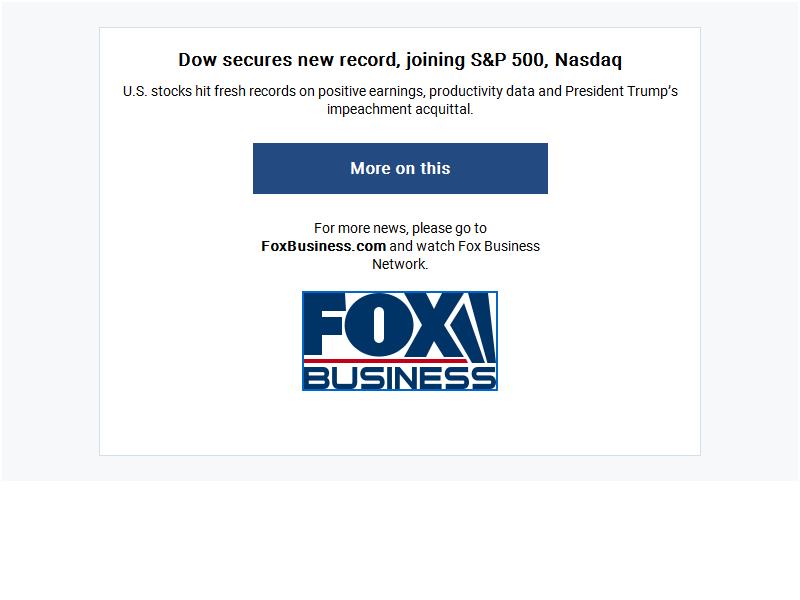 Dow secures new record, joining S&P 500, Nasdaq
U.S. stocks hit fresh records on positive earnings, productivity data and President Trump’s
impeachment acquittal.
More on this
For more news, please go to
FoxBusiness.com and watch Fox Business
Network.
FOX
BUSINESS